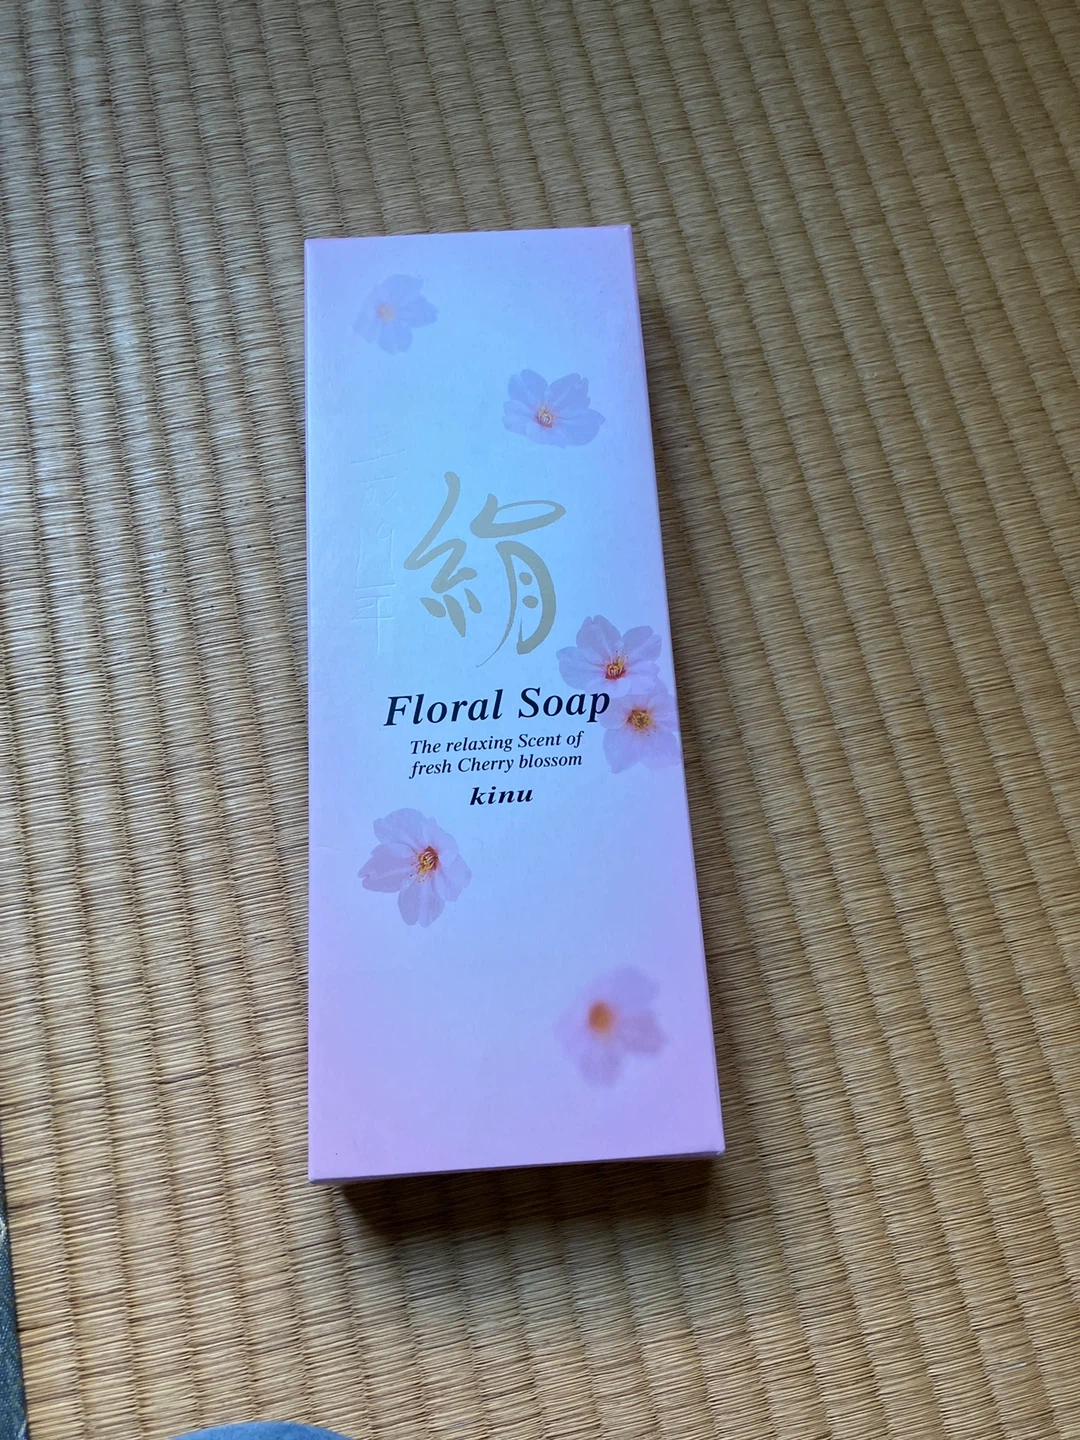 絹
Floral Soap
The relaxing Scent of
fresh Cherry blossom
kinu